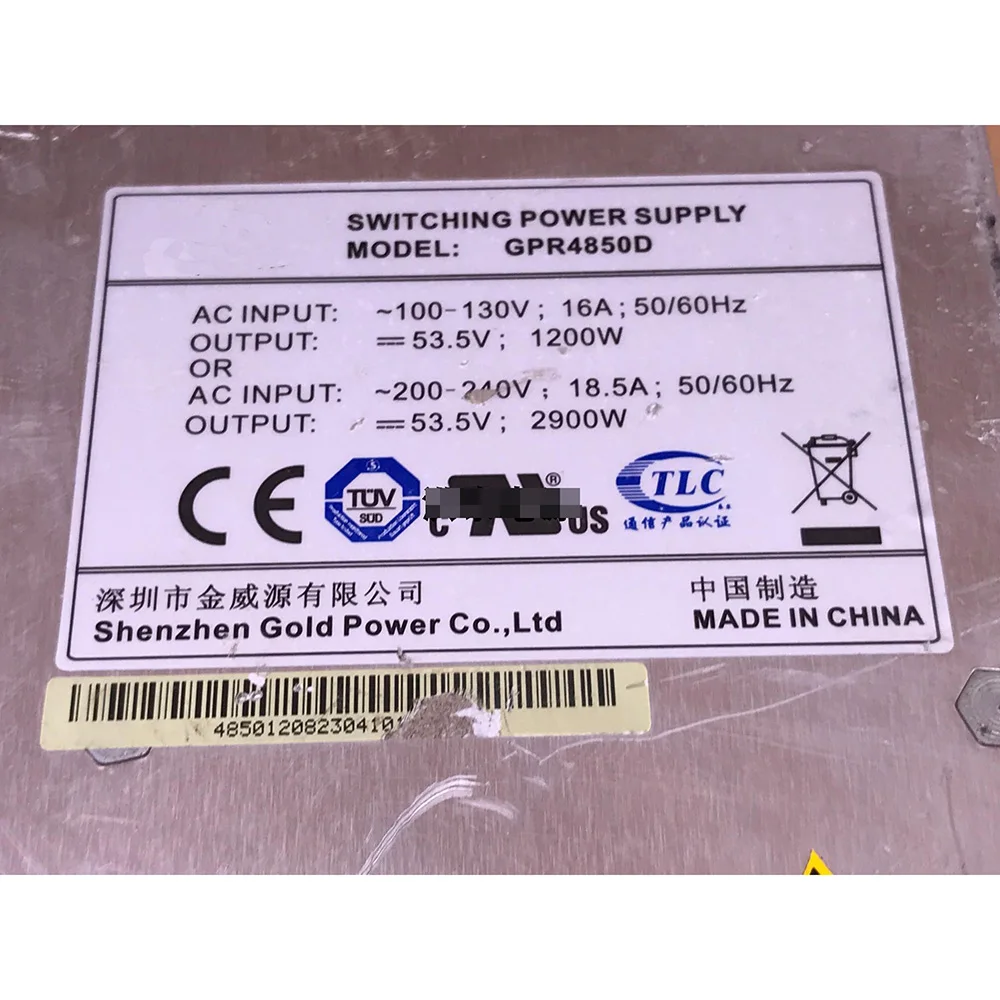 SWITCHING POWER SUPPLY
MODEL: GPR4850D
AC INPUT: ~100-130V; 16A; 50/60Hz
OUTPUT: ⎓53.5V; 1200W
OR
AC INPUT: ~200-240V; 18.5A; 50/60Hz
OUTPUT: ⎓53.5V; 2900W
CE
TÜV
SÜD
C US
®
TLC
通信产品认证
深圳市金威源有限公司
Shenzhen Gold Power Co.,Ltd
中国制造
MADE IN CHINA